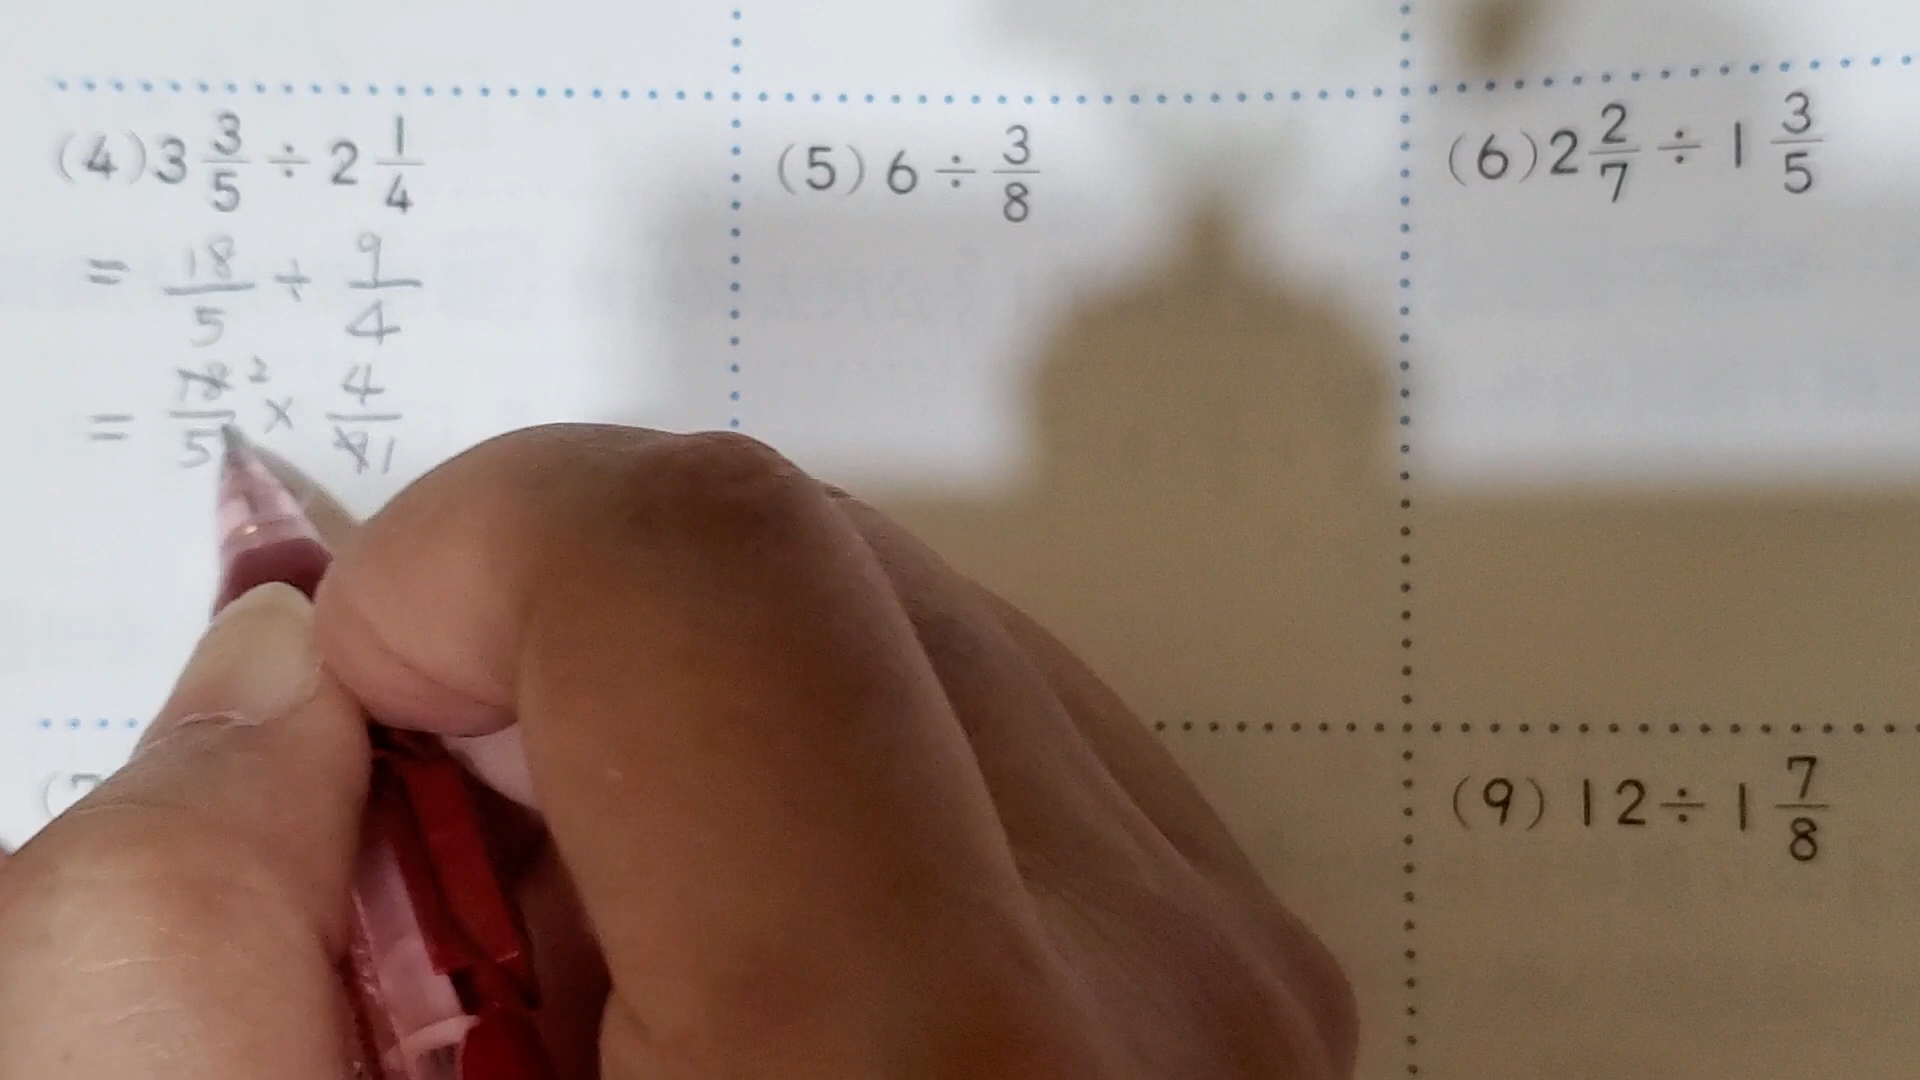 (4) 3 3/5 ÷ 2 1/4
= 18/5 ÷ 9/4
= 18/5 2 × 4/9 1
(5) 6 ÷ 3/8
(6) 2 2/7 ÷ 1 3/5
(9) 12 ÷ 1 7/8